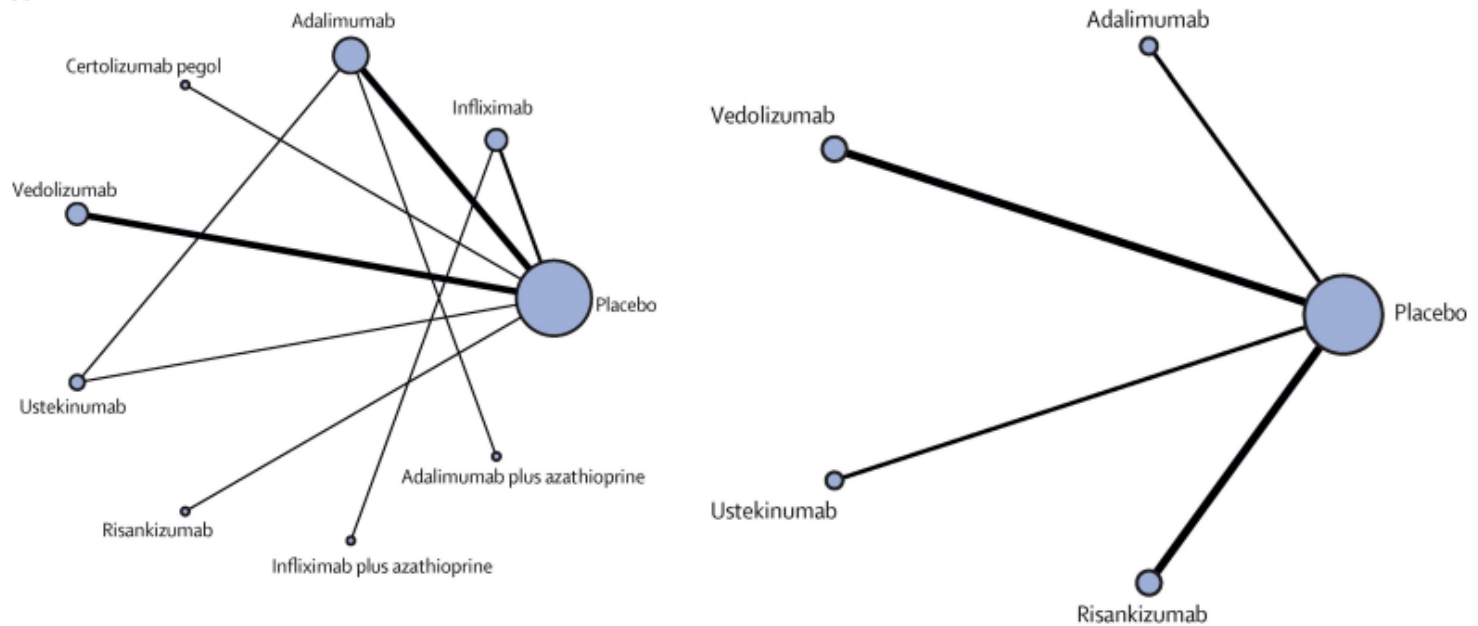 Adalimumab
Certolizumab pegol
Infliximab
Vedolizumab
Placebo
Ustekinumab
Adalimumab plus azathioprine
Risankizumab
Infliximab plus azathioprine
Adalimumab
Vedolizumab
Placebo
Ustekinumab
Risankizumab